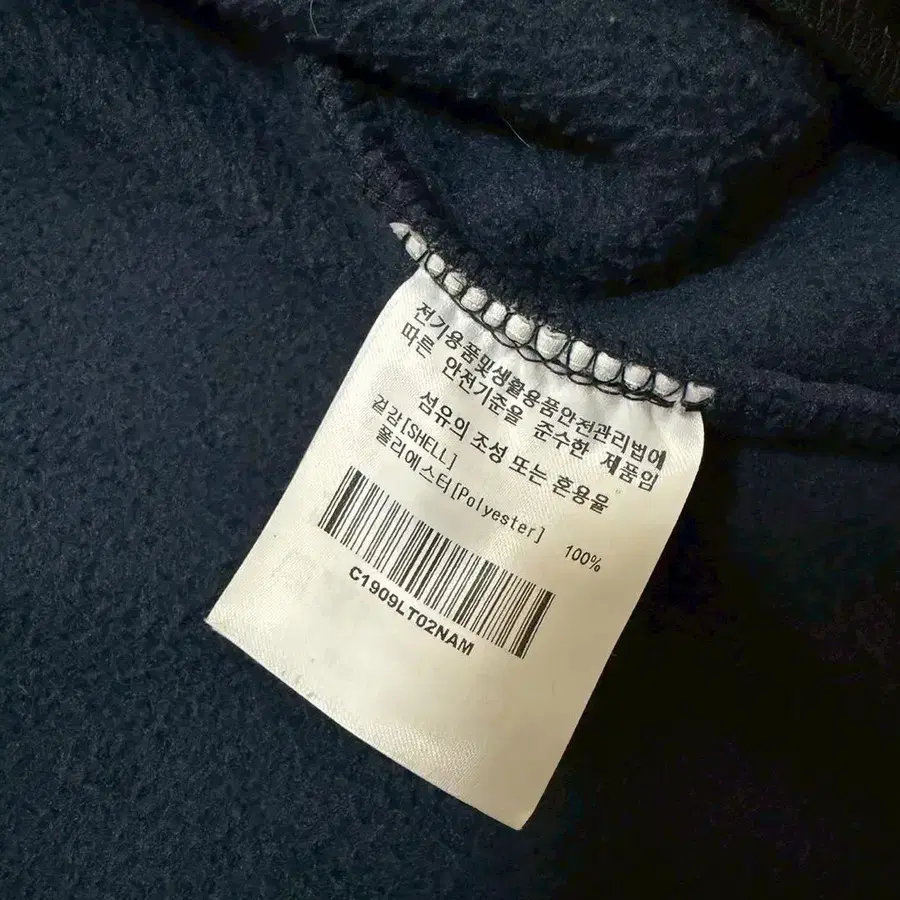 전기용품및생활용품안전관리법에
따른 안전기준을 준수한 제품임
섬유의 조성 또는 혼용율
겉감[SHELL]
폴리에스터[Polyester] 100%
C1909LT02NAM